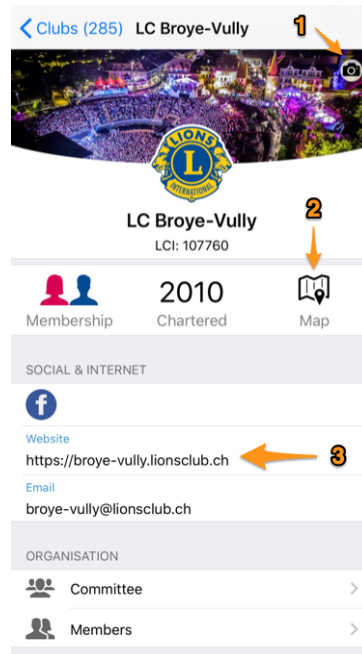 Clubs (285) LC Broye-Vully 1
LIONS
L
INTERNATIONAL
LC Broye-Vully
LCI: 107760
2
2010
Membership Chartered Map
SOCIAL & INTERNET
f
Website
https://broye-vully.lionsclub.ch 3
Email
broye-vully@lionsclub.ch
ORGANISATION
Committee
Members